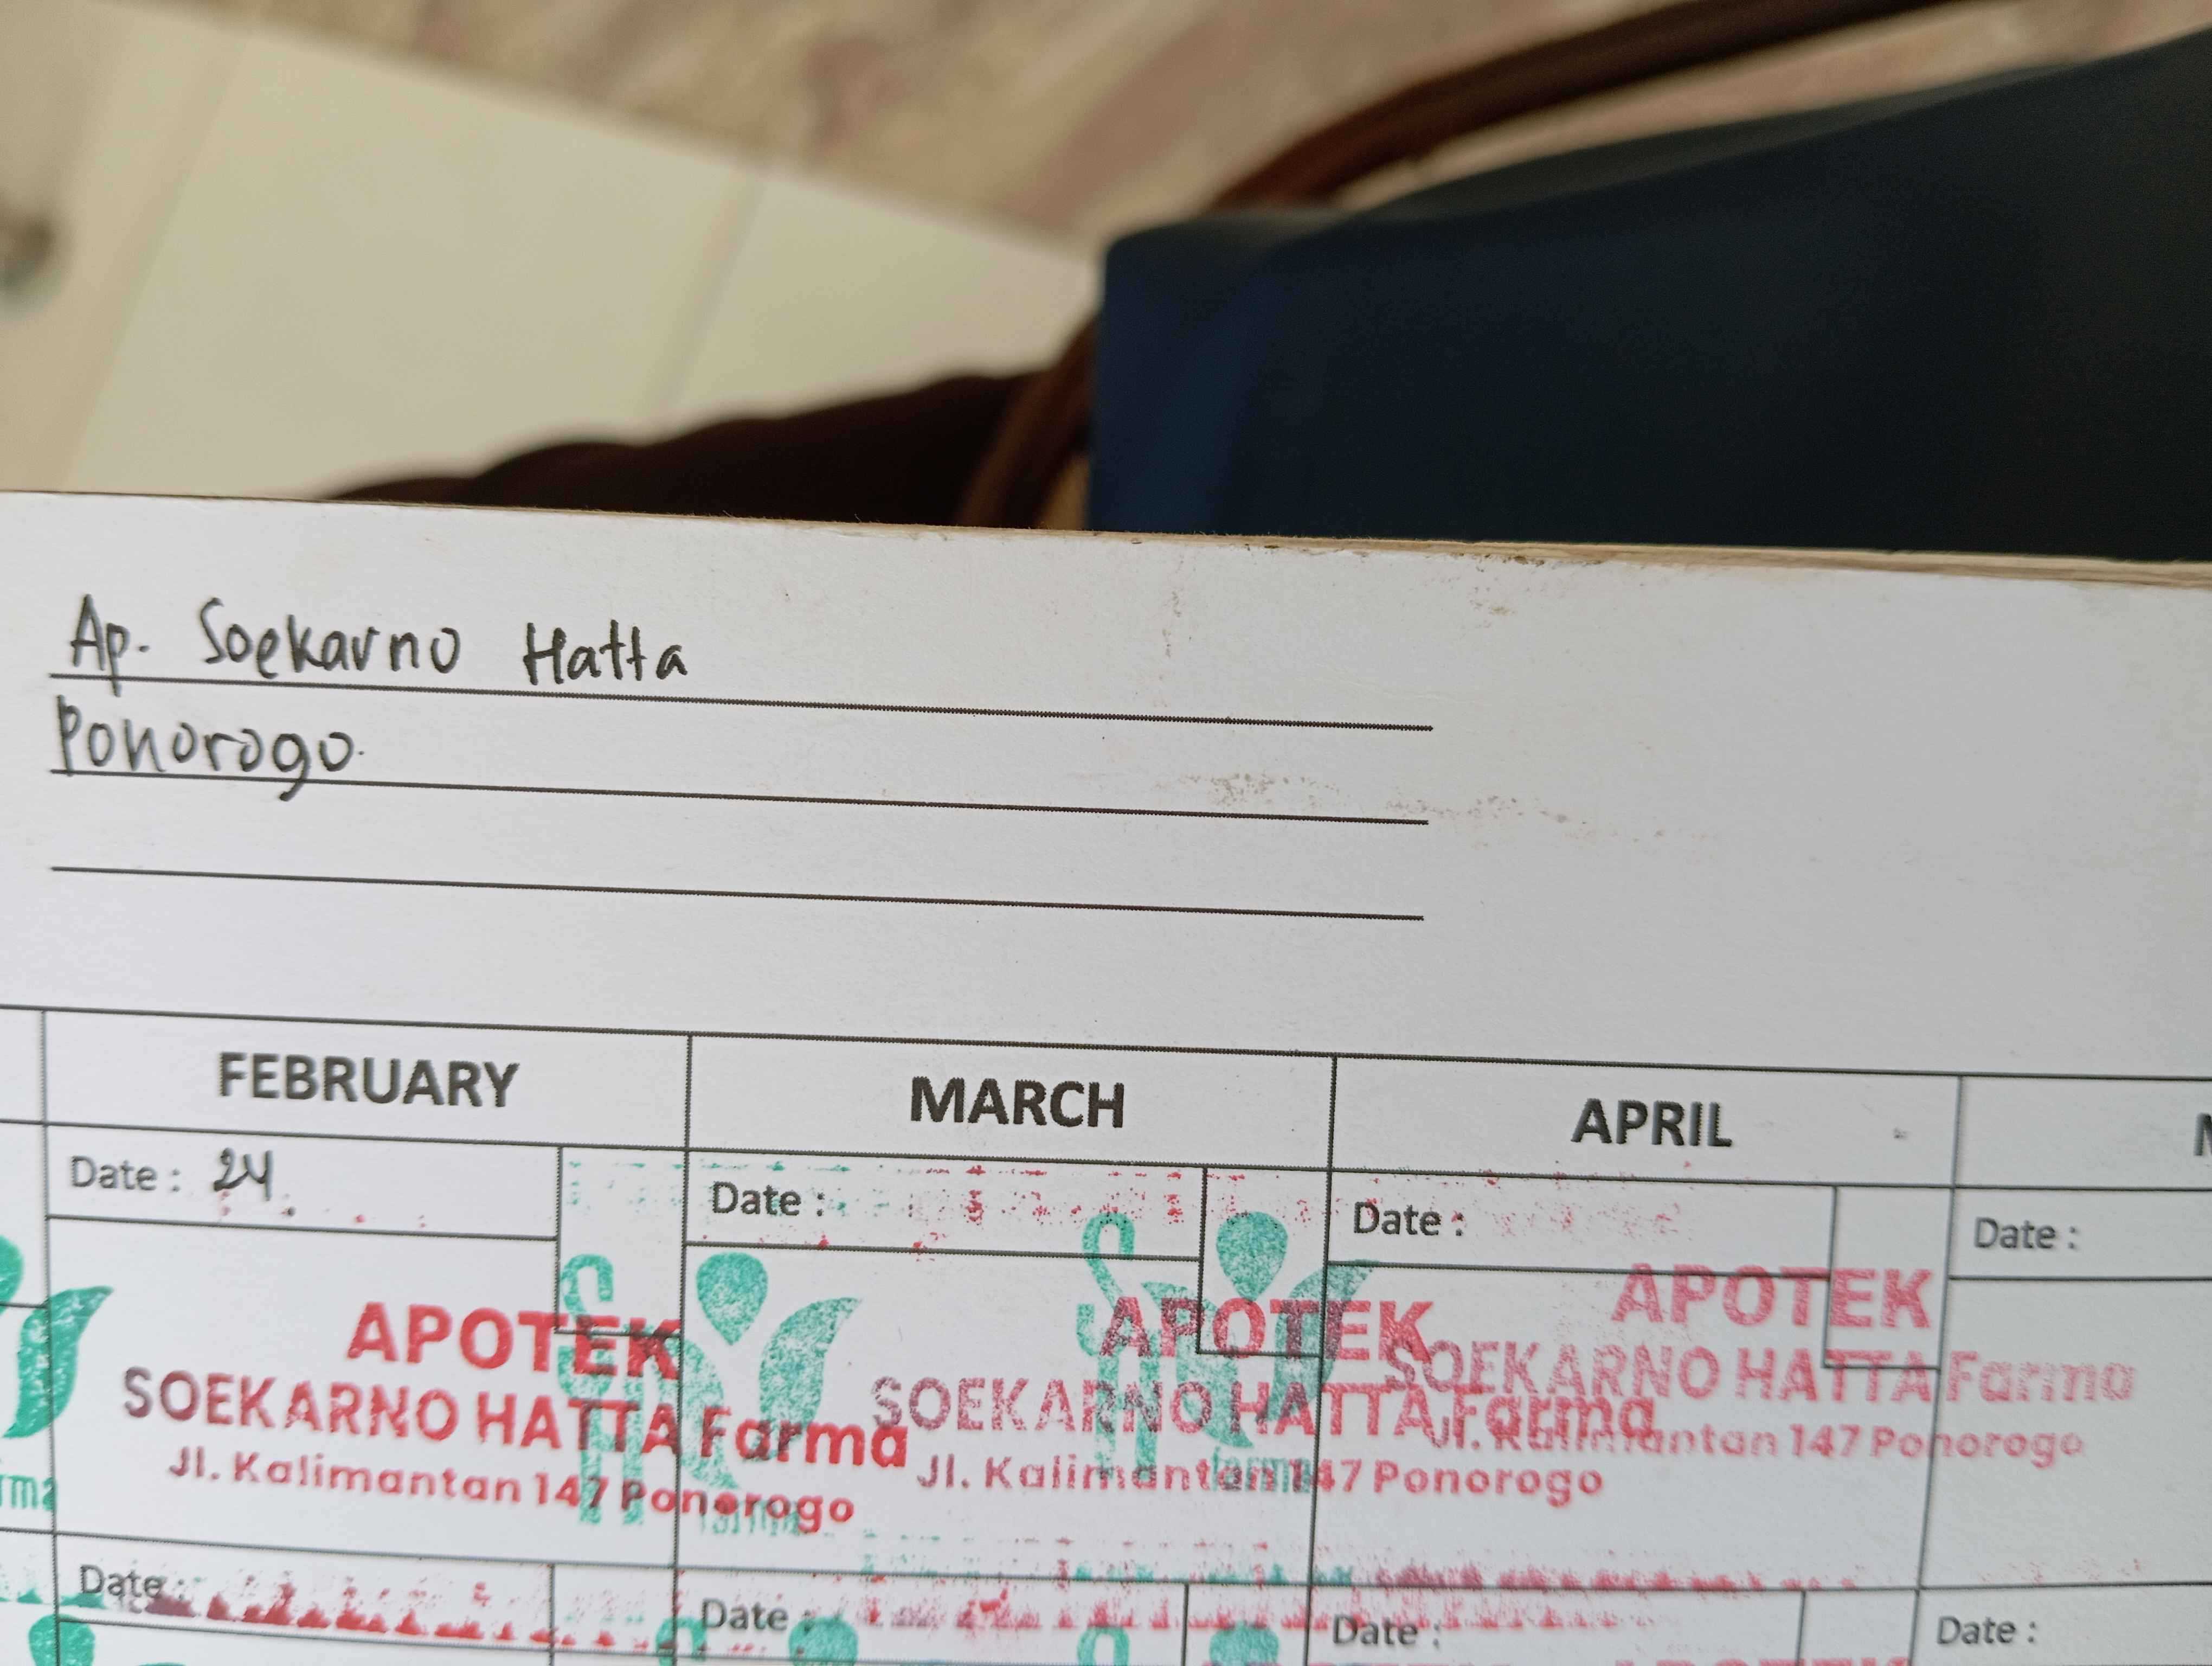 Ap. Soekarno Hatta
Ponorogo.
FEBRUARY MARCH APRIL
Date : 24 Date : Date : Date :
APOTEK
SOEKARNO HATTA Farma
Jl. Kalimantan 147 Ponorogo
APOTEK
SOEKARNO HATTA Farma
Jl. Kalimantan 147 Ponorogo
APOTEK
SOEKARNO HATTA Farma
Jl. Kalimantan 147 Ponorogo
Date : Date : Date : Date :